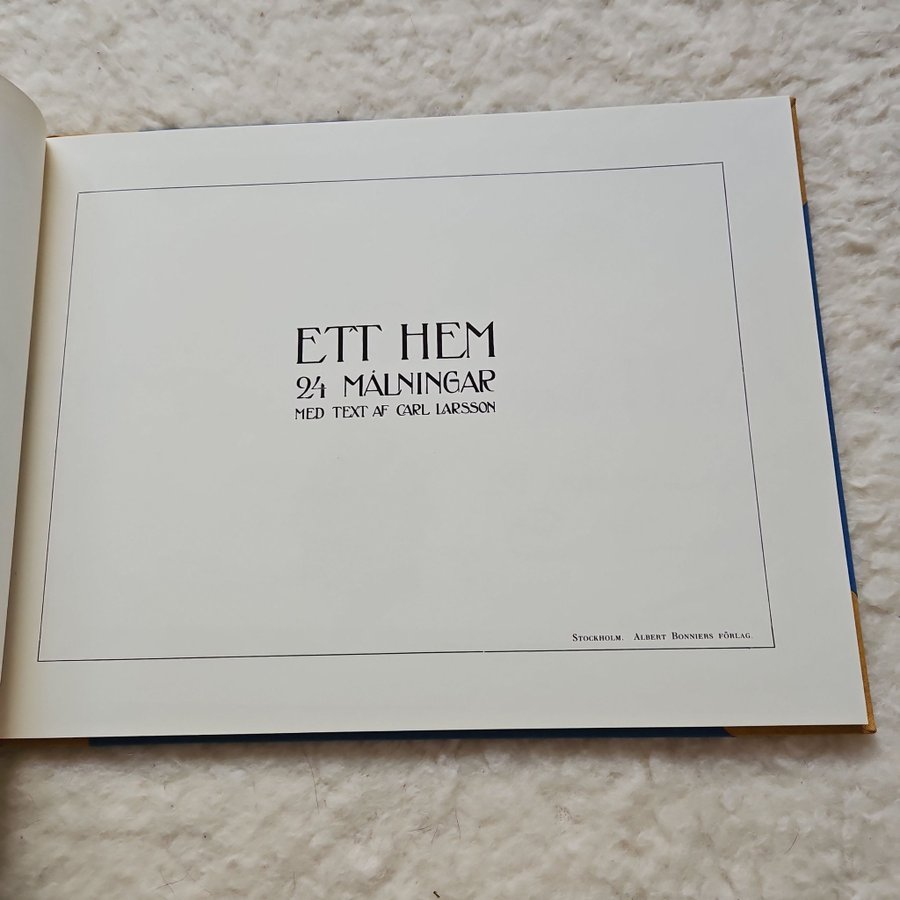 ETT HEM
24 MÅLNINGAR
MED TEXT AF CARL LARSSON
STOCKHOLM. ALBERT BONNIERS FÖRLAG.